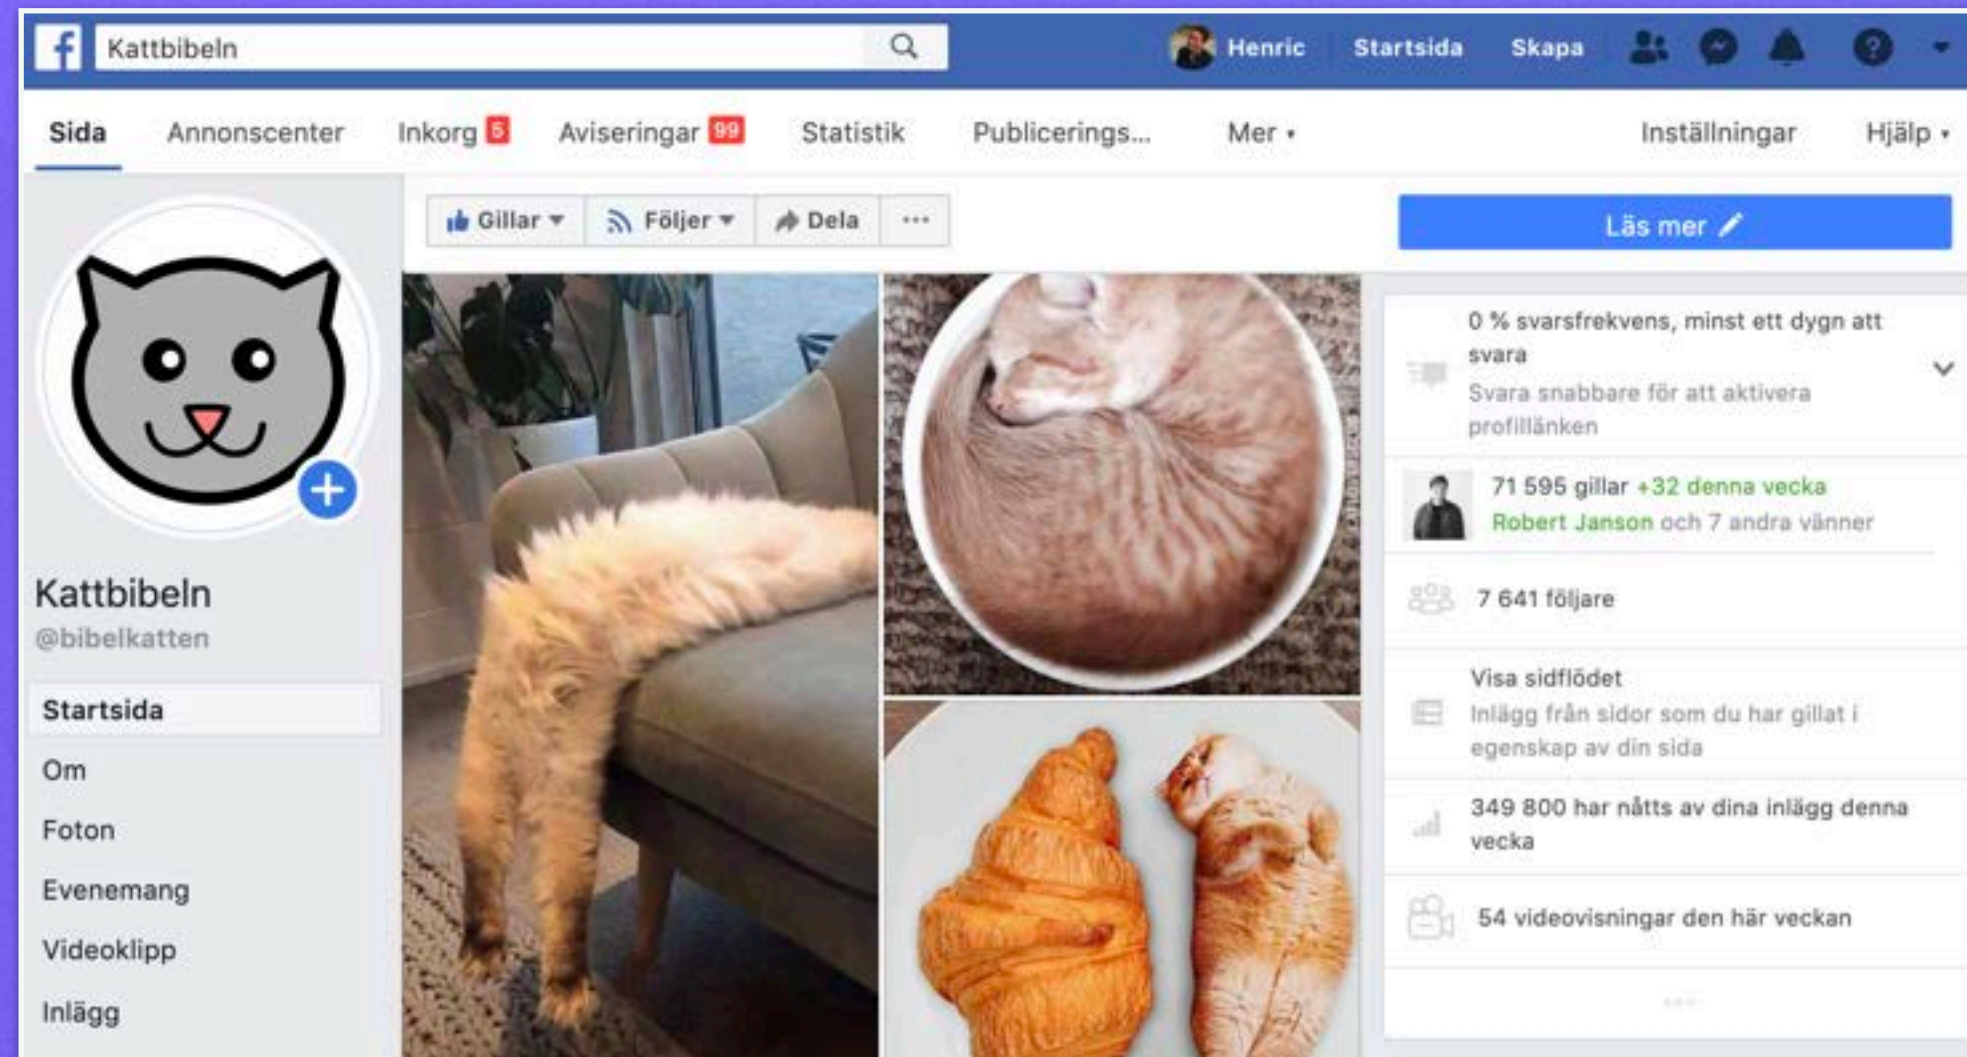 Kattbibeln
Henric Startsida Skapa
Sida Annonscenter Inkorg 5 Aviseringar 99 Statistik Publicerings... Mer Inställningar Hjälp
Gillar Följer Dela ...
Läs mer
Kattbibeln
@bibelkatten
Startsida
Om
Foton
Evenemang
Videoklipp
Inlägg
0 % svarsfrekvens, minst ett dygn att
svara
Svara snabbare för att aktivera
profillänken
71 595 gillar +32 denna vecka
Robert Janson och 7 andra vänner
7 641 följare
Visa sidflödet
Inlägg från sidor som du har gillat i
egenskap av din sida
349 800 har nåtts av dina inlägg denna
vecka
54 videovisningar den här veckan
...